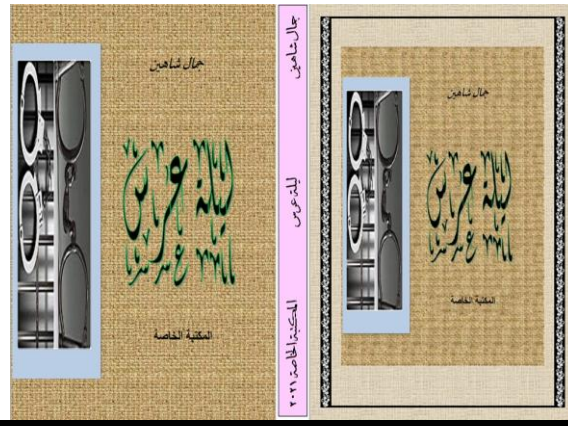 جمال شاهين
ليلة عرس
المكتبة الخاصة
جمال شاهين
ليلة عرس
المكتبة الخاصة ٢٠٢١
جمال شاهين
ليلة عرس
المكتبة الخاصة